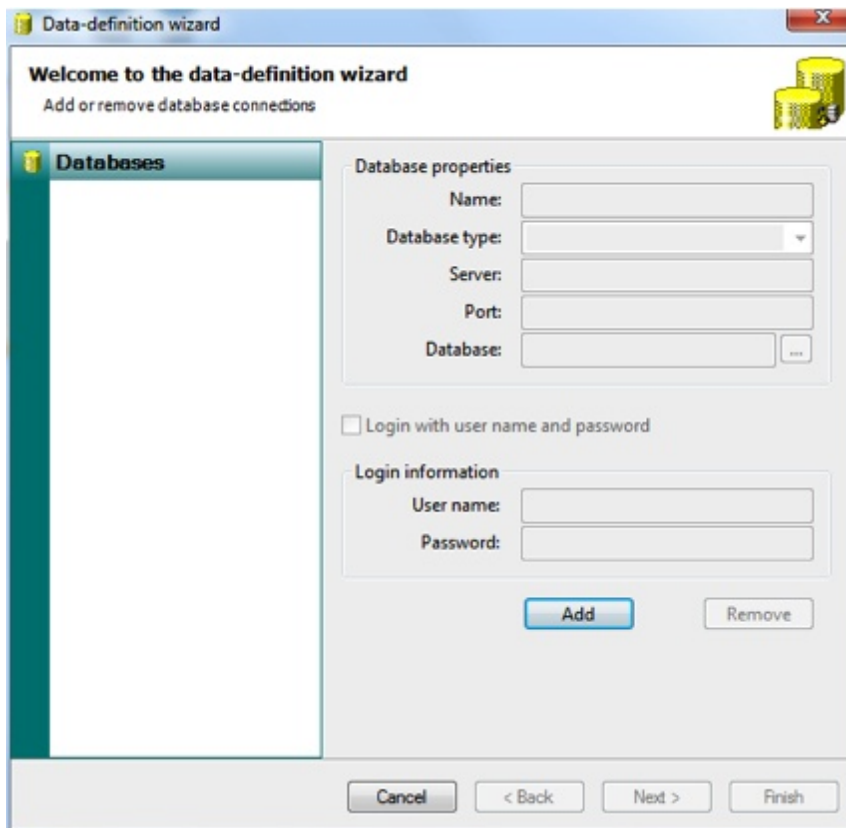 Data-definition wizard
Welcome to the data-definition wizard
Add or remove database connections
Databases
Database properties
Name:
Database type:
Server:
Port:
Database:
...
Login with user name and password
Login information
User name:
Password:
Add
Remove
Cancel
< Back
Next >
Finish